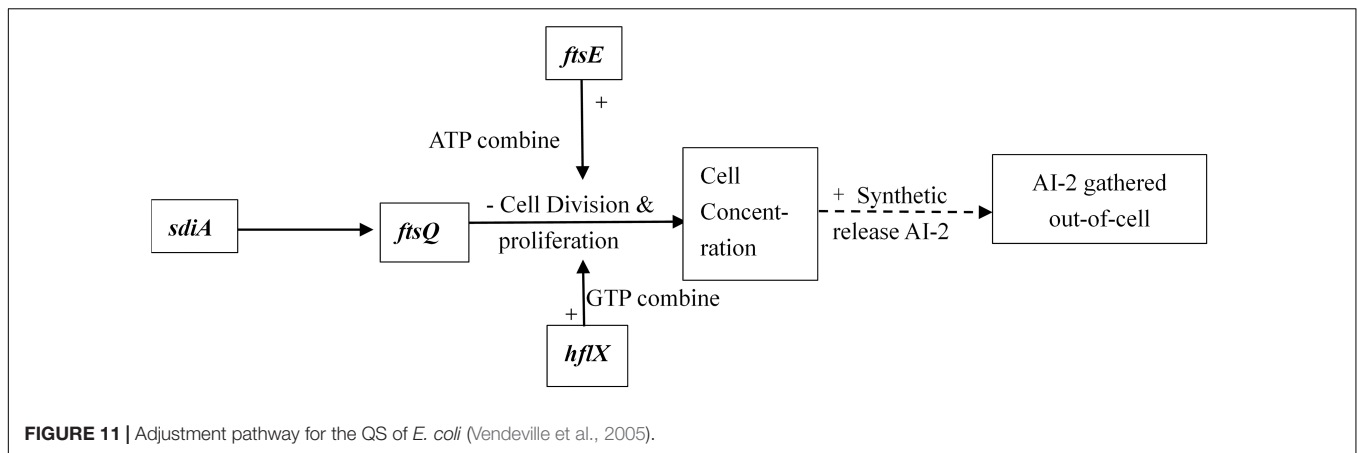 ftsE
+
ATP combine
sdiA
ftsQ
- Cell Division &
proliferation
Cell
Concent-
ration
+ Synthetic
release AI-2
AI-2 gathered
out-of-cell
GTP combine
+
hflX
FIGURE 11 | Adjustment pathway for the QS of E. coli (Vendeville et al., 2005).